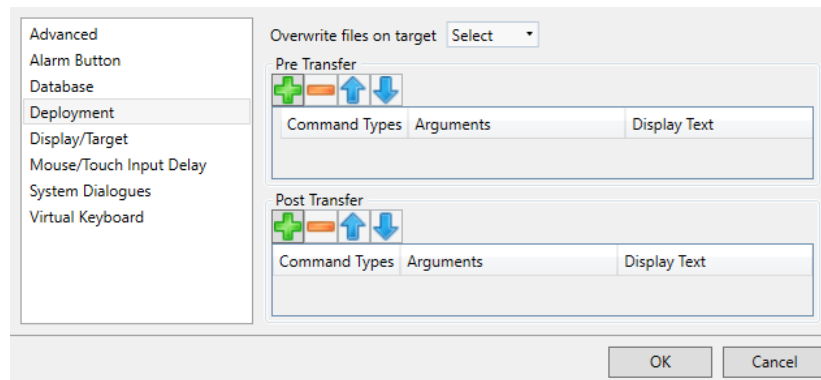 Advanced
Alarm Button
Database
Deployment
Display/Target
Mouse/Touch Input Delay
System Dialogues
Virtual Keyboard
Overwrite files on target Select
Pre Transfer
Command Types Arguments Display Text
Post Transfer
Command Types Arguments Display Text
OK Cancel